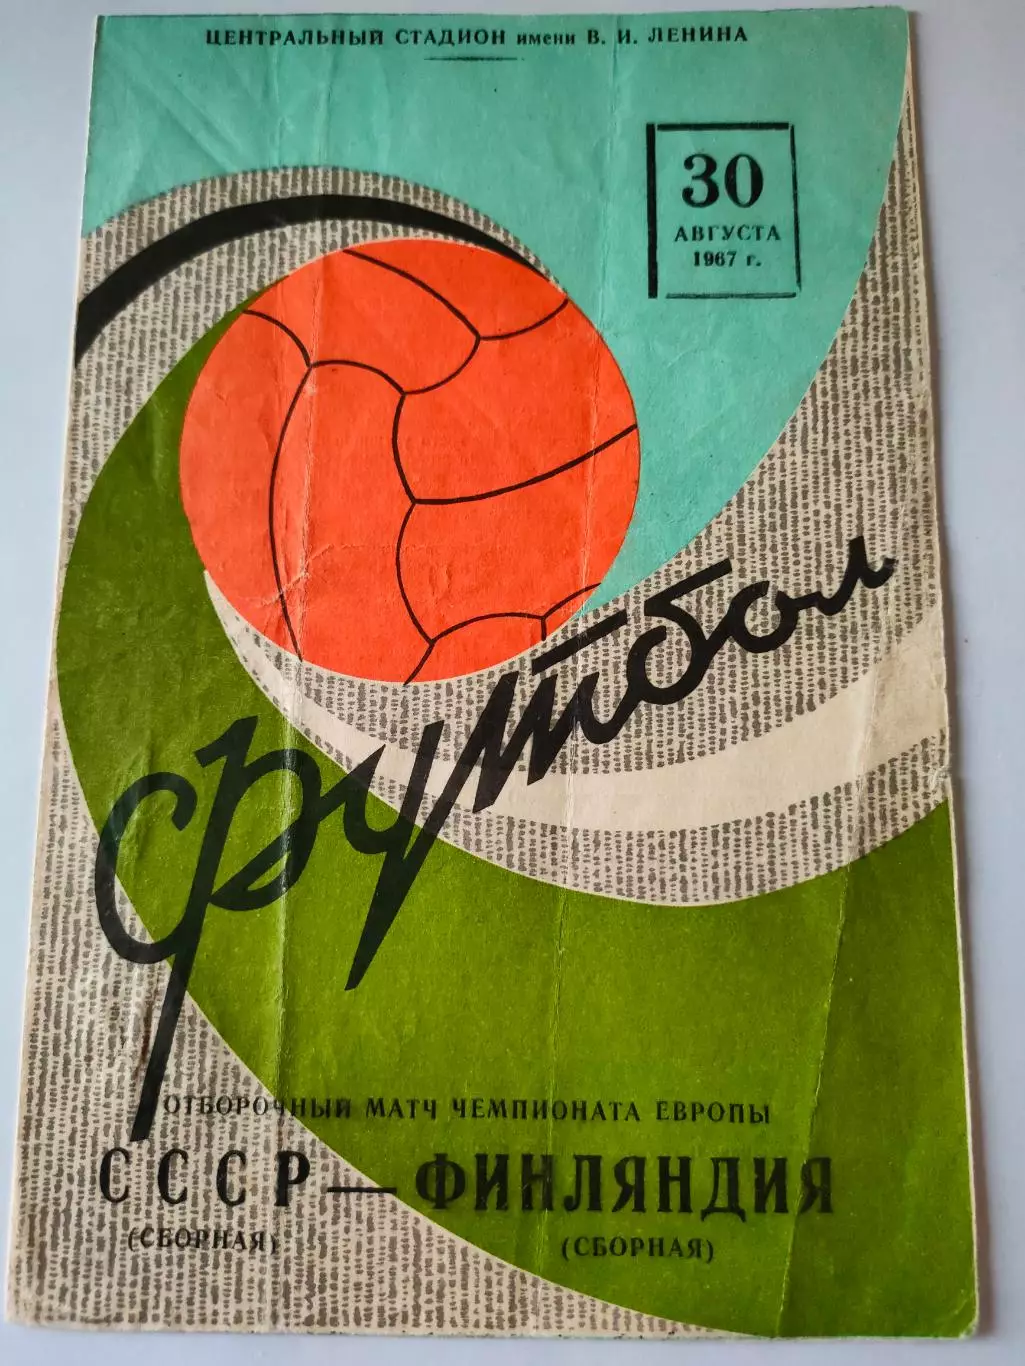 ЦЕНТРАЛЬНЫЙ СТАДИОН имени В. И. ЛЕНИНА
30
АВГУСТА
1967 г.
футбол
ОТБОРОЧНЫЙ МАТЧ ЧЕМПИОНАТА ЕВРОПЫ
СССР — ФИНЛЯНДИЯ
(СБОРНАЯ) (СБОРНАЯ)